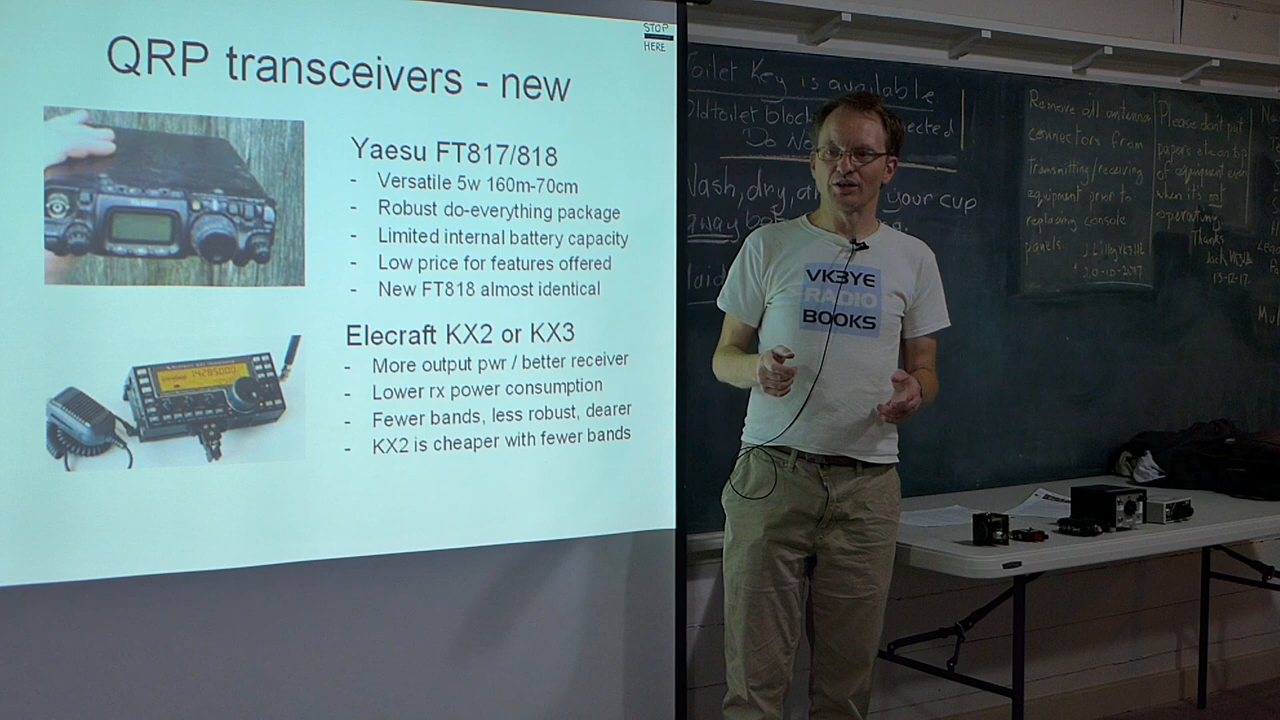 STOP
HERE
QRP transceivers - new
Yaesu FT817/818
- Versatile 5w 160m-70cm
- Robust do-everything package
- Limited internal battery capacity
- Low price for features offered
- New FT818 almost identical
Elecraft KX2 or KX3
- More output pwr / better receiver
- Lower rx power consumption
- Fewer bands, less robust, dearer
- KX2 is cheaper with fewer bands
Toilet Key is available
Old toilet block
Do
Wash, dry,
your cup
away
VK3YE
RADIO
BOOKS
Remove all antenna
connectors from
transmitting/receiving
equipment prior to
replacing console
panels.
20-10-2017
Please don't put
papers etc on top
of equipment even
when it's not
operating.
Thanks
Jack
13-12-17.